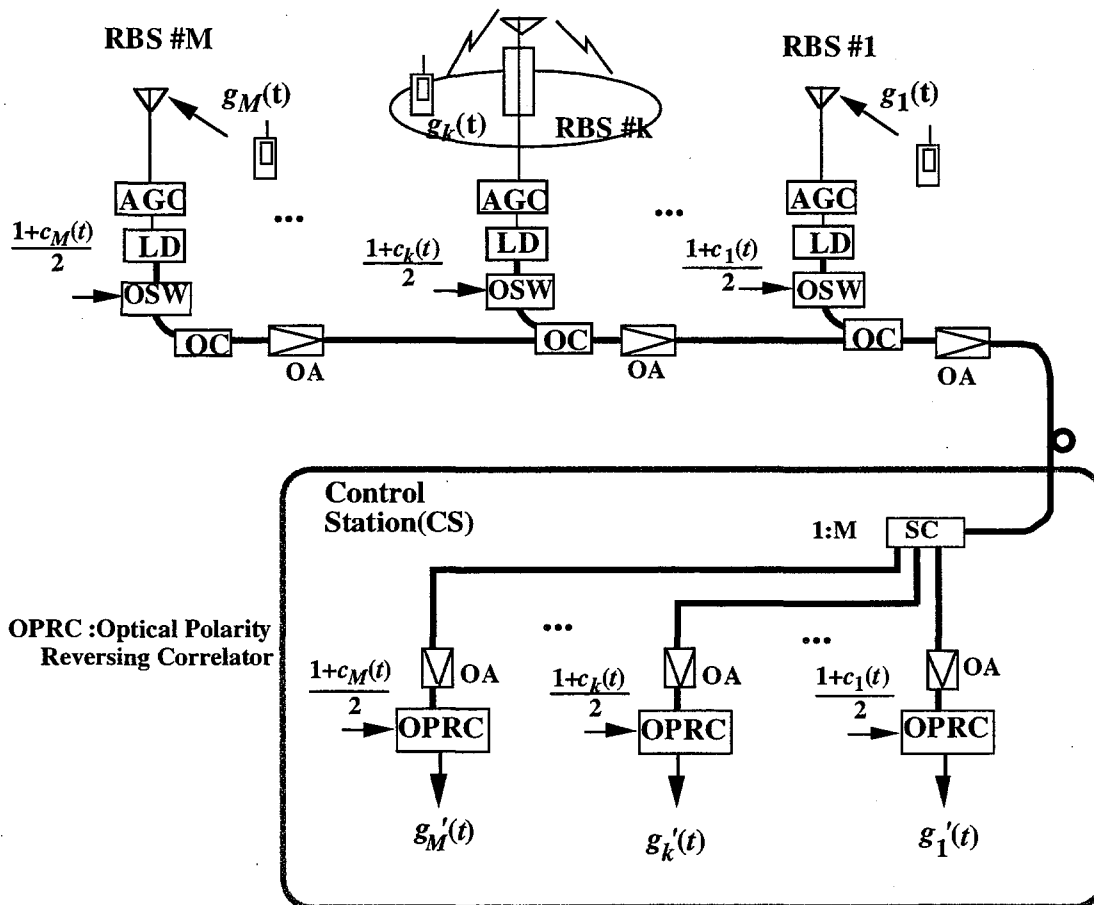 RBS #M
RBS #1
g_M(t)
g_k(t)
RBS #k
g_1(t)
AGC
AGC
AGC
...
...
LD
LD
LD
1+c_M(t)
2
1+c_k(t)
2
1+c_1(t)
2
OSW
OSW
OSW
OC
OC
OC
OA
OA
OA
Control
Station(CS)
1:M
SC
OPRC :Optical Polarity
Reversing Correlator
...
...
1+c_M(t)
2
OA
1+c_k(t)
2
OA
1+c_1(t)
2
OA
OPRC
OPRC
OPRC
g_M'(t)
g_k'(t)
g_1'(t)